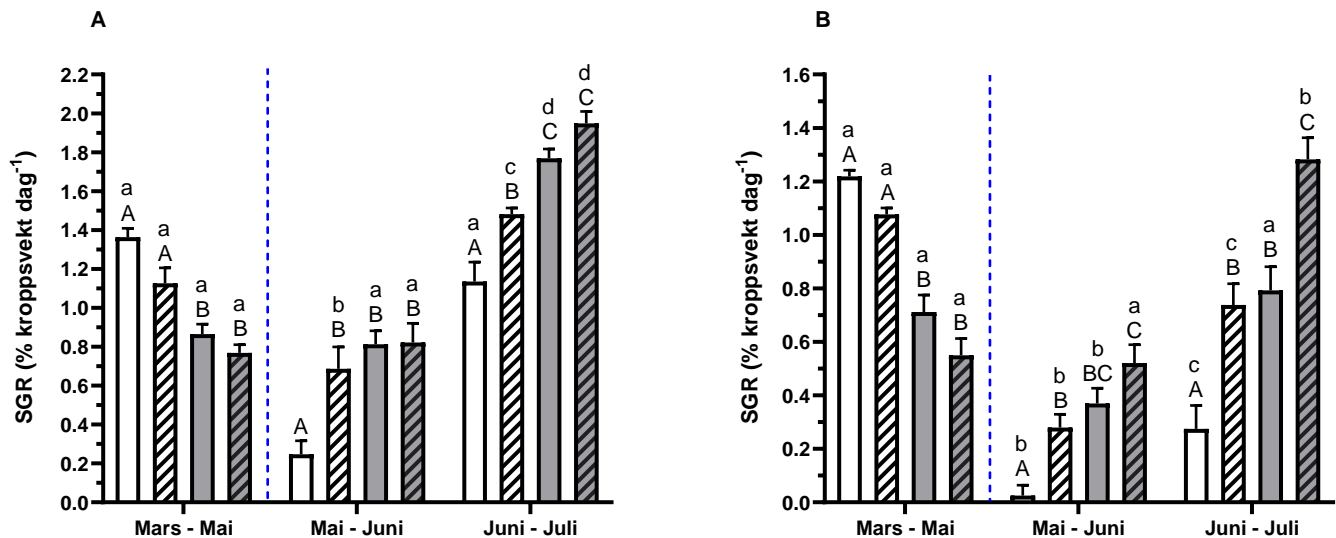 A
SGR (% kroppsvekt dag-1)
2.2
2.0
1.8
1.6
1.4
1.2
1.0
0.8
0.6
0.4
0.2
0.0
a
A
a
A
a
B
a
B
A
b
B
a
B
a
B
a
A
c
B
d
C
d
C
Mars - Mai
Mai - Juni
Juni - Juli
B
SGR (% kroppsvekt dag-1)
1.6
1.4
1.2
1.0
0.8
0.6
0.4
0.2
0.0
a
A
a
A
a
B
a
B
b
A
b
B
b
BC
a
C
c
A
c
B
a
B
b
C
Mars - Mai
Mai - Juni
Juni - Juli